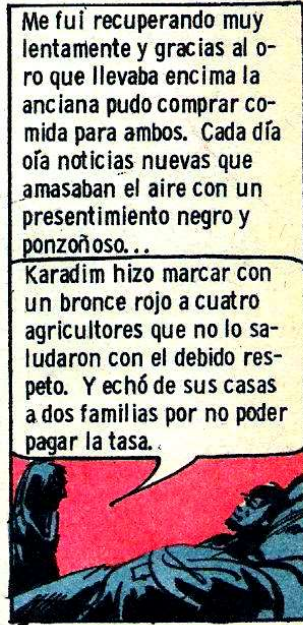 Me fui recuperando muy
lentamente y gracias al o-
ro que llevaba encima la
anciana pudo comprar co-
mida para ambos. Cada día
oía noticias nuevas que
amasaban el aire con un
presentimiento negro y
ponzoñoso...
Karadim hizo marcar con
un bronce rojo a cuatro
agricultores que no lo sa-
ludaron con el debido res-
peto. Y echó de sus casas
a dos familias por no poder
pagar la tasa.